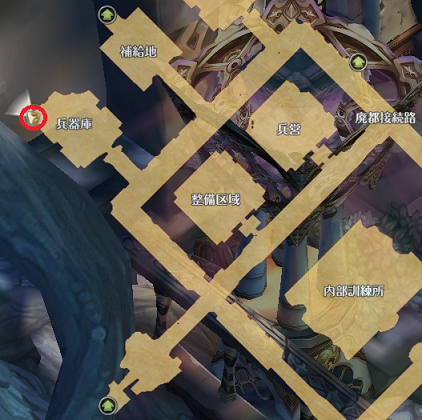 補給地
兵器庫
兵営
廃都接続路
整備区域
内部訓練所